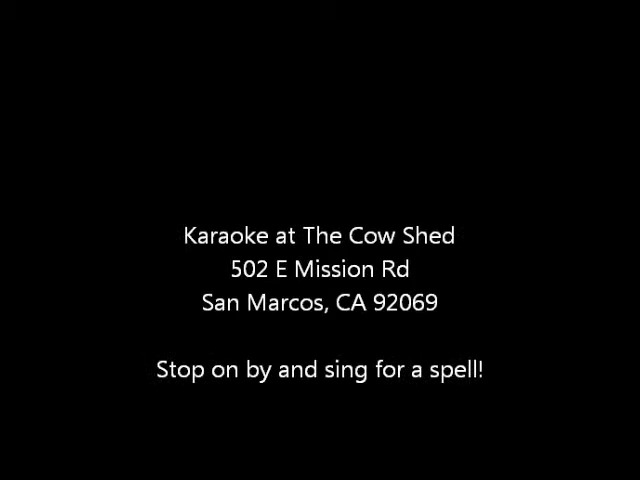 Karaoke at The Cow Shed
502 E Mission Rd
San Marcos, CA 92069
Stop on by and sing for a spell!